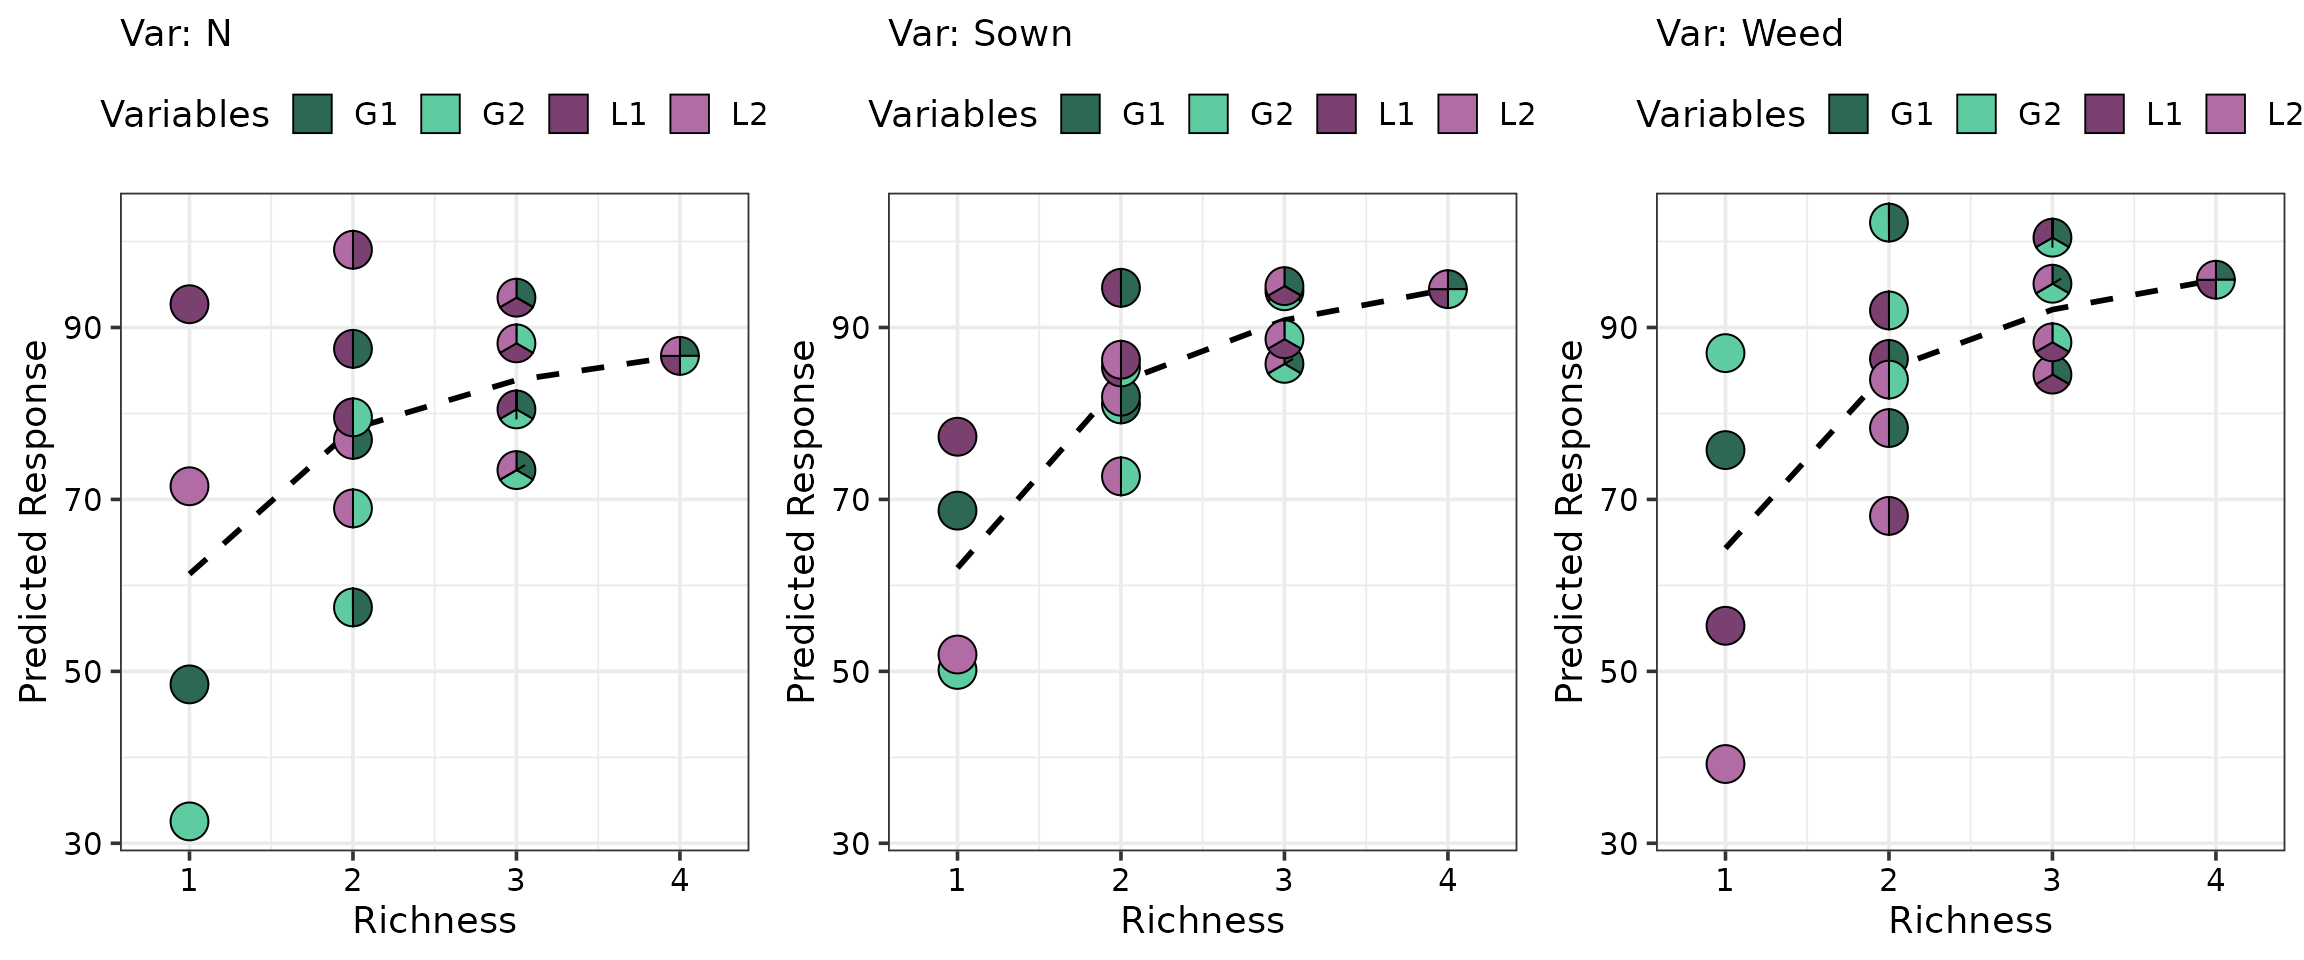 Var: N
Variables G1 G2 L1 L2
Predicted Response
90
70
50
30
1 2 3 4
Richness
Var: Sown
Variables G1 G2 L1 L2
Predicted Response
90
70
50
30
1 2 3 4
Richness
Var: Weed
Variables G1 G2 L1 L2
Predicted Response
90
70
50
30
1 2 3 4
Richness